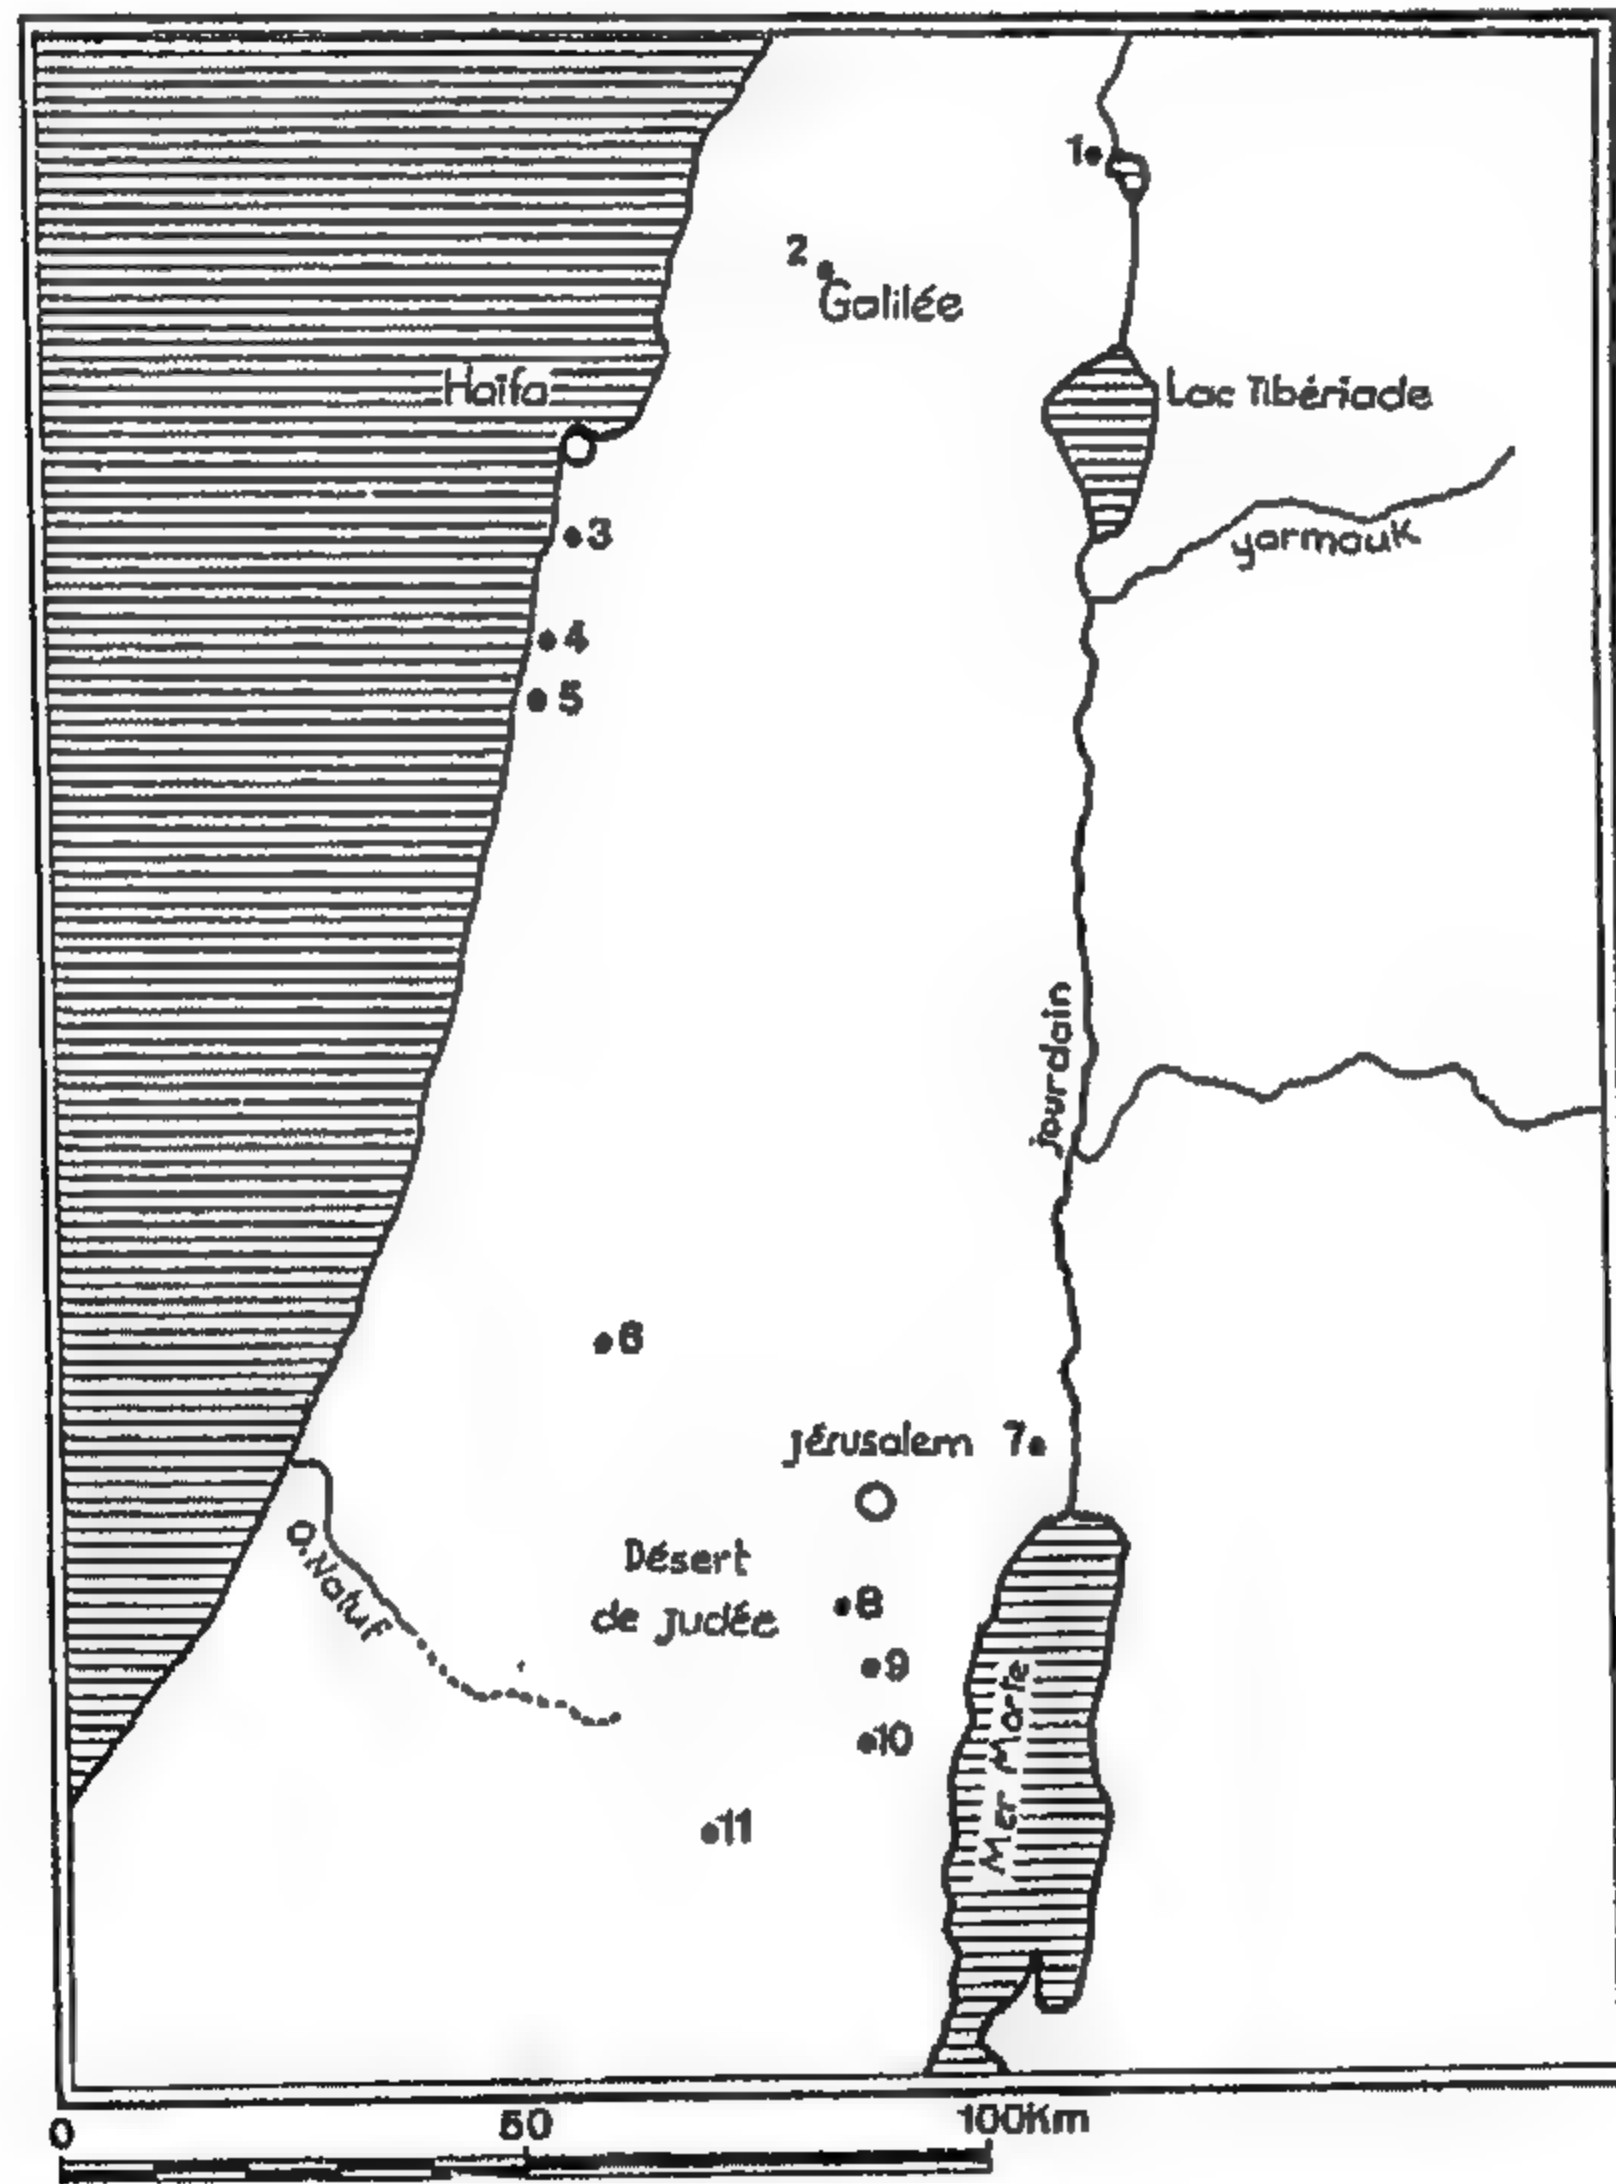 1
2
Galilée
Haïfa
Lac Tibériade
3
yarmouk
4
5
jourdain
6
jérusalem 7
O. Natuf
Désert
de judée
8
9
Mer Morte
10
11
0 50 100Km